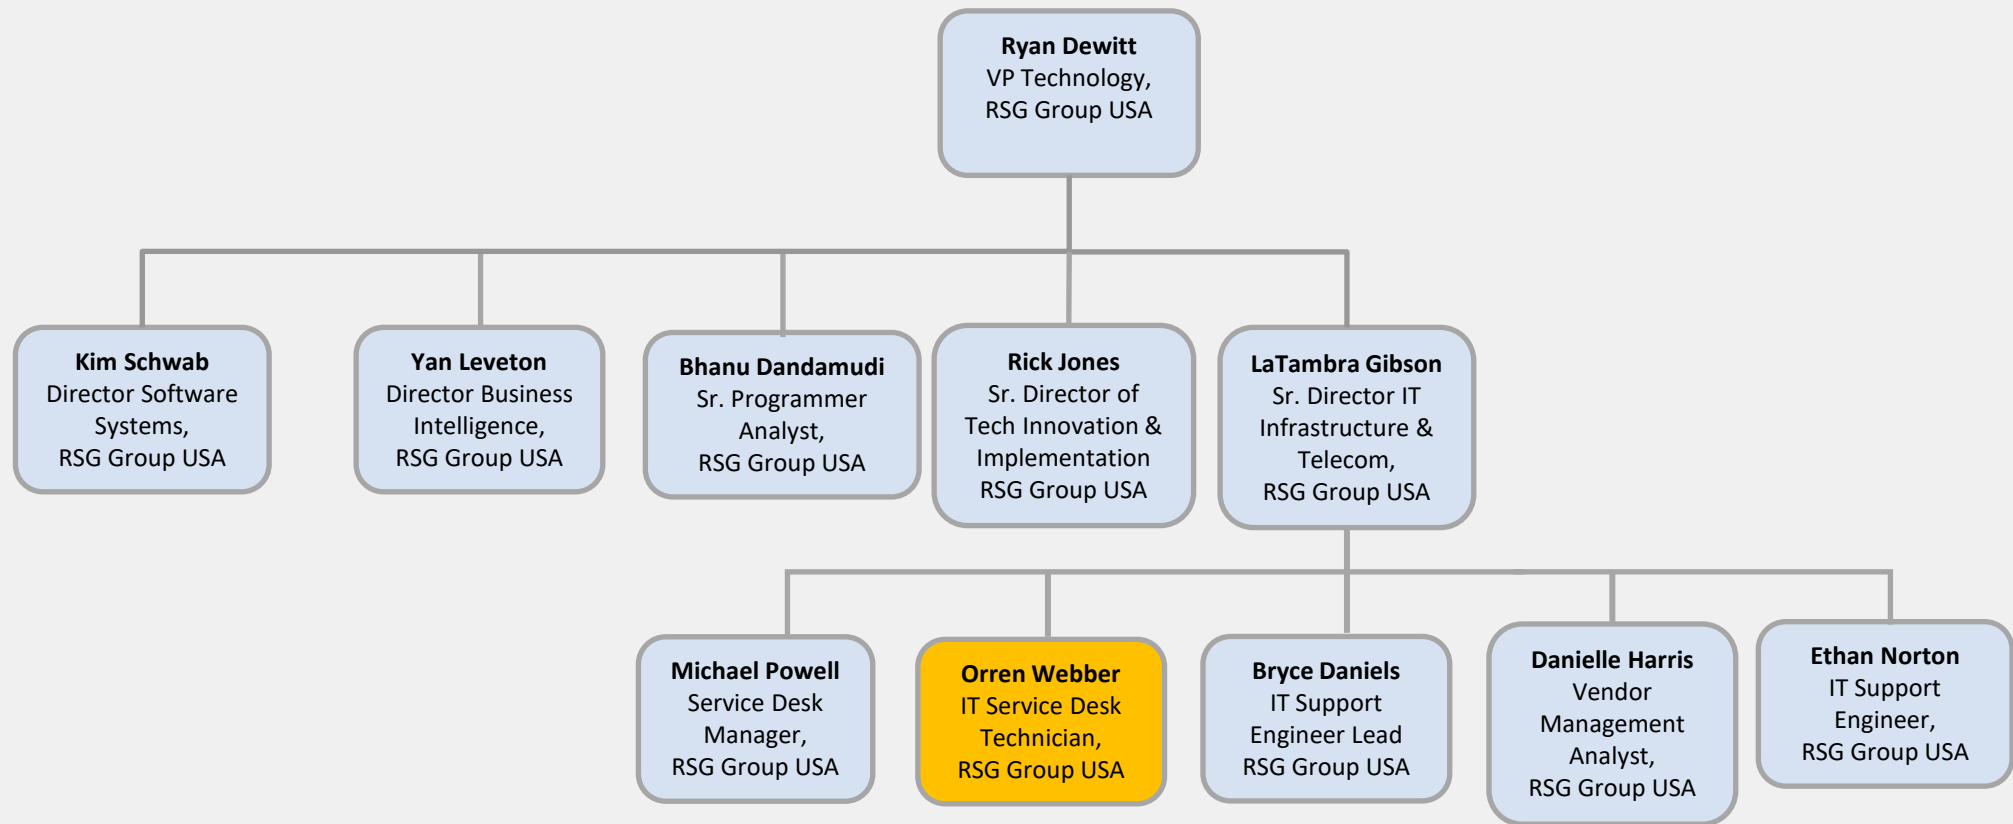 Ryan Dewitt
VP Technology,
RSG Group USA
Kim Schwab
Director Software
Systems,
RSG Group USA
Yan Leveton
Director Business
Intelligence,
RSG Group USA
Bhanu Dandamudi
Sr. Programmer
Analyst,
RSG Group USA
Rick Jones
Sr. Director of
Tech Innovation &
Implementation
RSG Group USA
LaTambra Gibson
Sr. Director IT
Infrastructure &
Telecom,
RSG Group USA
Michael Powell
Service Desk
Manager,
RSG Group USA
Orren Webber
IT Service Desk
Technician,
RSG Group USA
Bryce Daniels
IT Support
Engineer Lead
RSG Group USA
Danielle Harris
Vendor
Management
Analyst,
RSG Group USA
Ethan Norton
IT Support
Engineer,
RSG Group USA